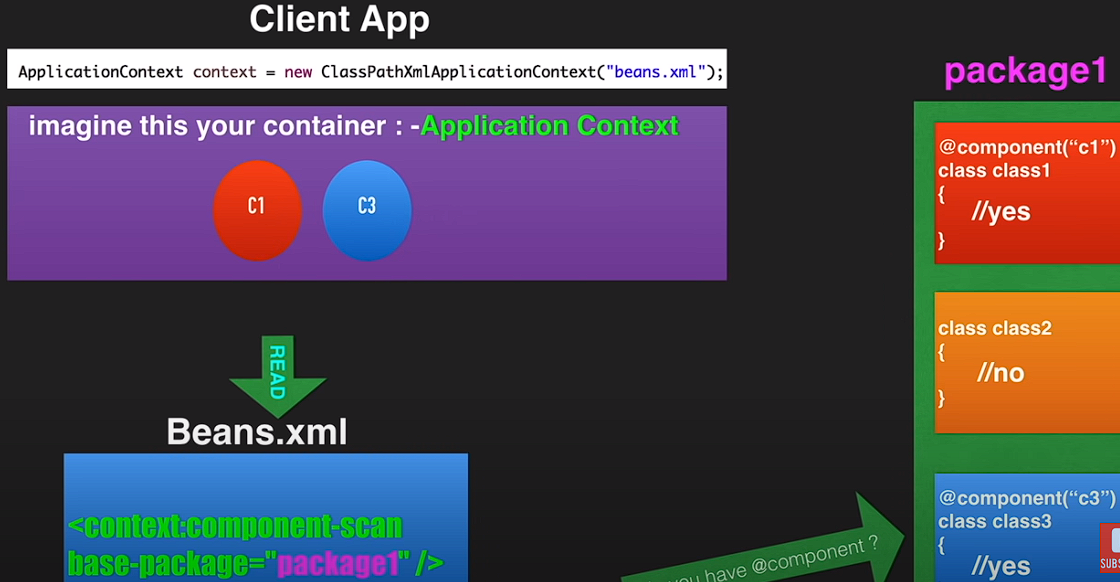 Client App
ApplicationContext context = new ClassPathXmlApplicationContext("beans.xml");
imagine this your container : -Application Context
C1
C3
READ
Beans.xml
<context:component-scan
base-package="package1" />
package1
@component(“c1”)
class class1
{
//yes
}
class class2
{
//no
}
@component(“c3”)
class class3
{
//yes
you have @component ?